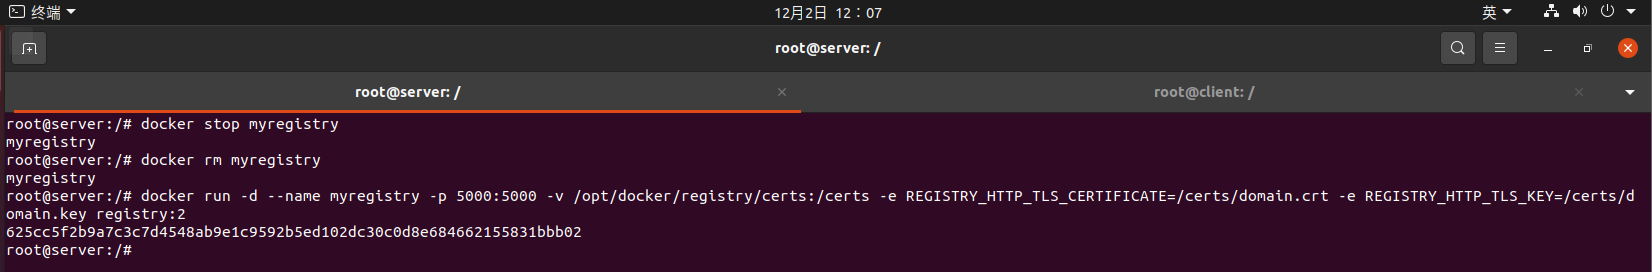 终端
12月2日 12：07
英
root@server: /
root@server: /
root@client: /
root@server:/# docker stop myregistry
myregistry
root@server:/# docker rm myregistry
myregistry
root@server:/# docker run -d --name myregistry -p 5000:5000 -v /opt/docker/registry/certs:/certs -e REGISTRY_HTTP_TLS_CERTIFICATE=/certs/domain.crt -e REGISTRY_HTTP_TLS_KEY=/certs/d
omain.key registry:2
625cc5f2b9a7c3c7d4548ab9e1c9592b5ed102dc30c0d8e684662155831bbb02
root@server:/#